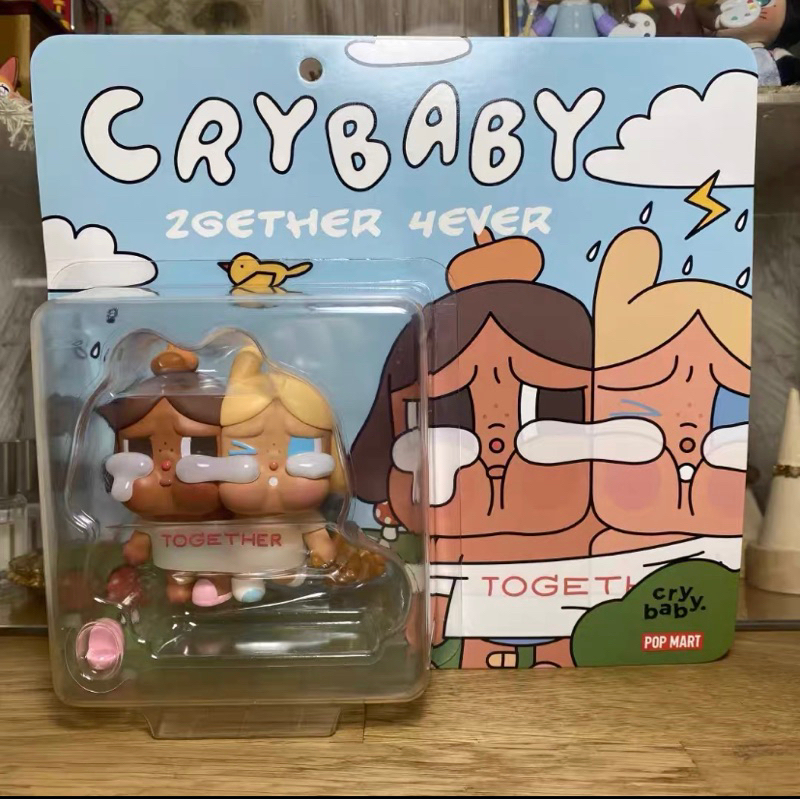 CRYBABY
2GETHER 4EVER
TOGETHER
TOGETH
cry
baby.
POP MART